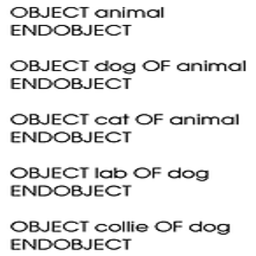 OBJECT animal
ENDOBJECT
OBJECT dog OF animal
ENDOBJECT
OBJECT cat OF animal
ENDOBJECT
OBJECT lab OF dog
ENDOBJECT
OBJECT collie OF dog
ENDOBJECT